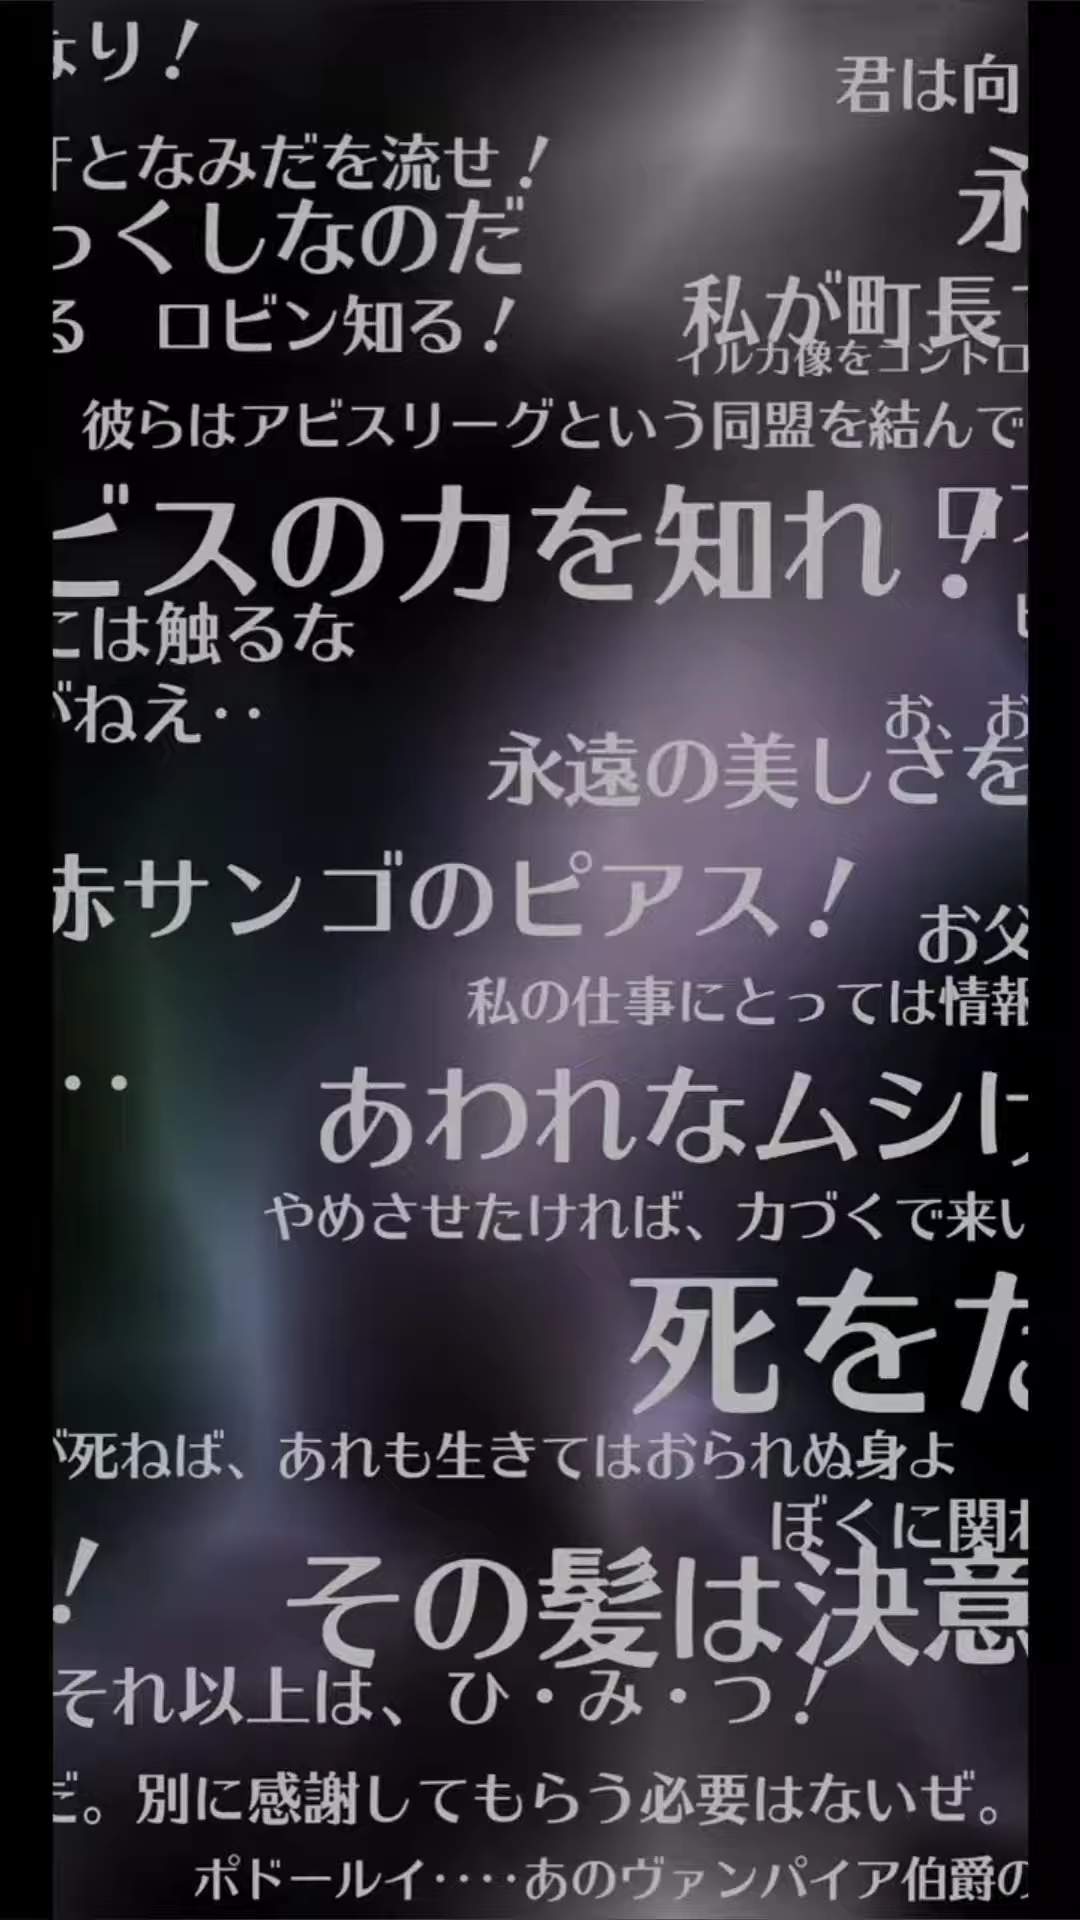 なり！
君は向
汗となみだを流せ！
永
っくしなのだ
私が町長
る ロビン知る！
イルカ像をコントロ
彼らはアビスリーグという同盟を結んで
ビスの力を知れ！
ロ
こは触るな
がねえ‥
お、お
永遠の美しさを
赤サンゴのピアス！
お父
私の仕事にとっては情報
‥
あわれなムシけ
やめさせたければ、力づくで来い
死をた
が死ねば、あれも生きてはおられぬ身よ
ぼくに関わ
！
その髪は決意
それ以上は、ひ・み・つ！
だ。別に感謝してもらう必要はないぜ。
ポドールイ‥‥あのヴァンパイア伯爵の